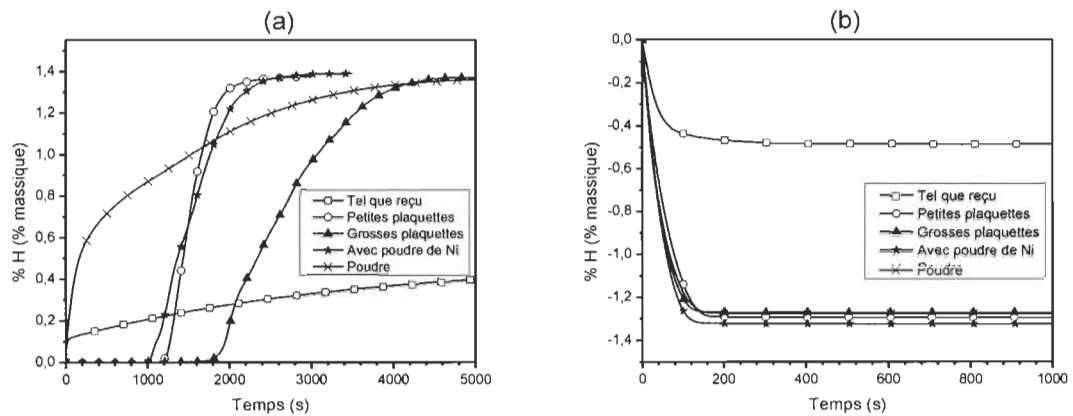 (a)
% H (% massique)
1,4
1,2
1,0
0,8
0,6
0,4
0,2
0,0
Tel que reçu
Petites plaquettes
Grosses plaquettes
Avec poudre de Ni
Poudre
0 1000 2000 3000 4000 5000
Temps (s)
(b)
% H (% massique)
0,0
-0,2
-0,4
-0,6
-0,8
-1,0
-1,2
-1,4
Tel que reçu
Petites plaquettes
Grosses plaquettes
Avec poudre de Ni
Poudre
0 200 400 600 800 1000
Temps (s)